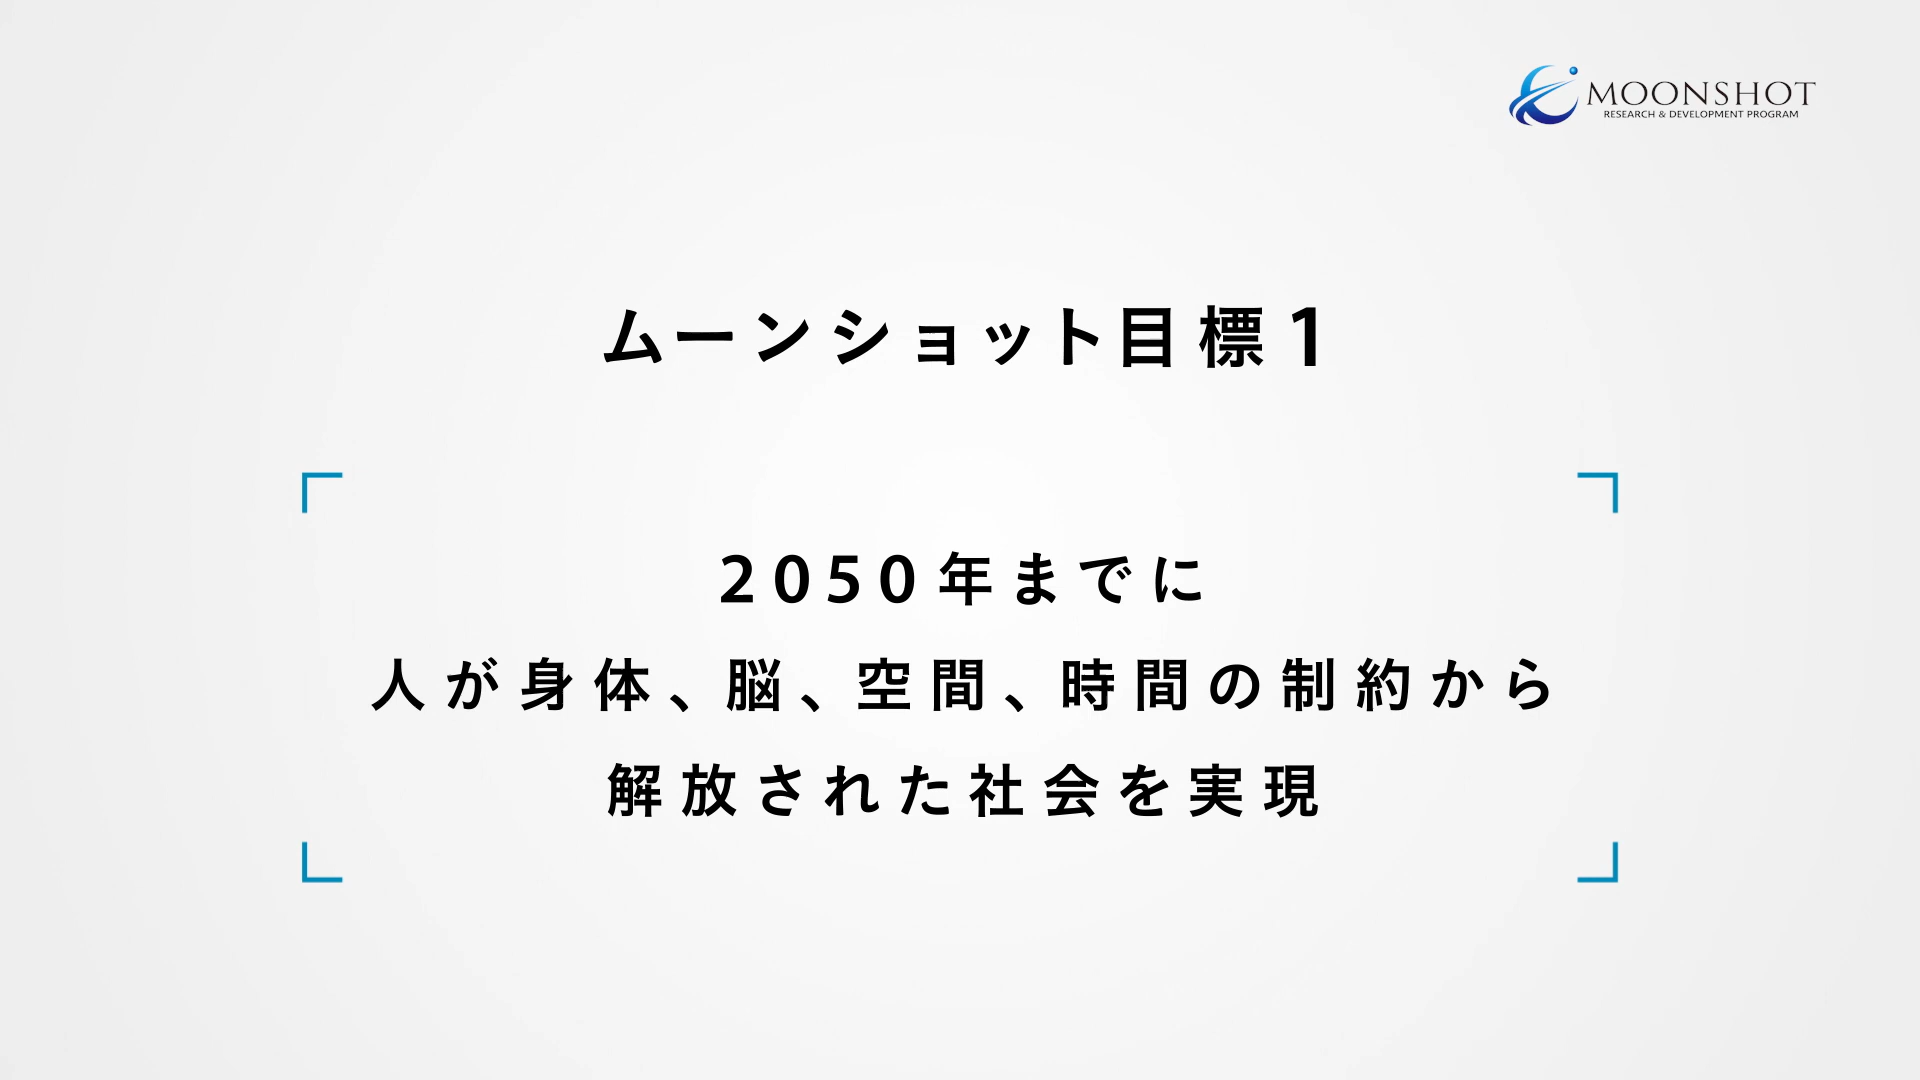 MOONSHOT
RESEARCH & DEVELOPMENT PROGRAM
ムーンショット目標1
2050年までに
人が身体、脳、空間、時間の制約から
解放された社会を実現